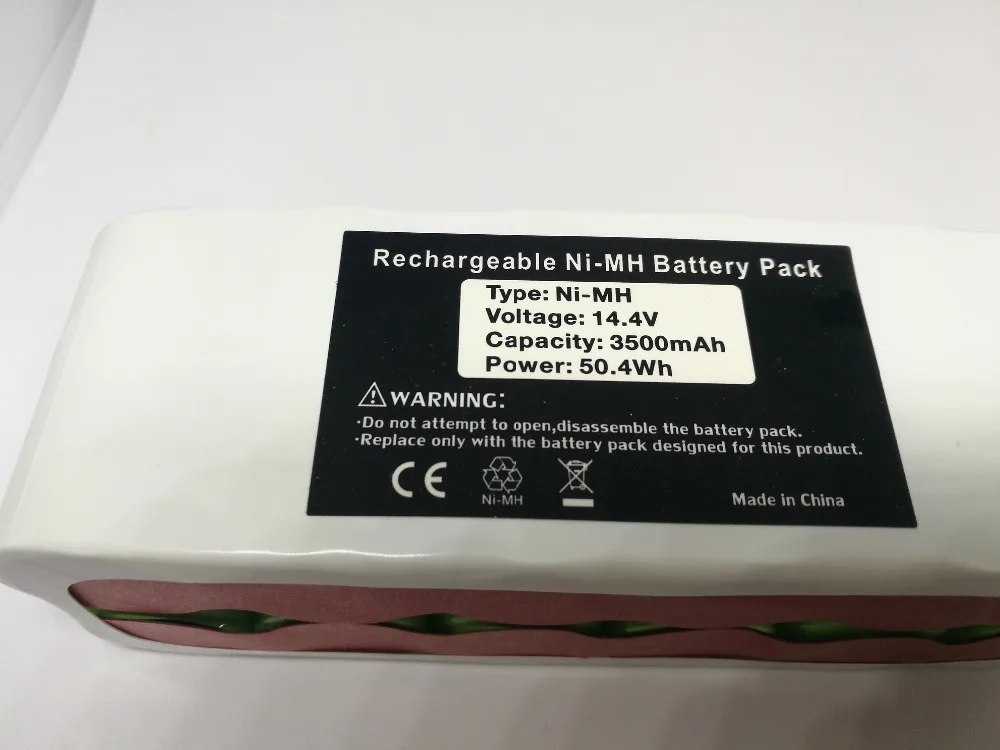 Rechargeable Ni-MH Battery Pack
Type: Ni-MH
Voltage: 14.4V
Capacity: 3500mAh
Power: 50.4Wh
WARNING:
·Do not attempt to open,disassemble the battery pack.
·Replace only with the battery pack designed for this product.
CE
Ni-MH
Made in China